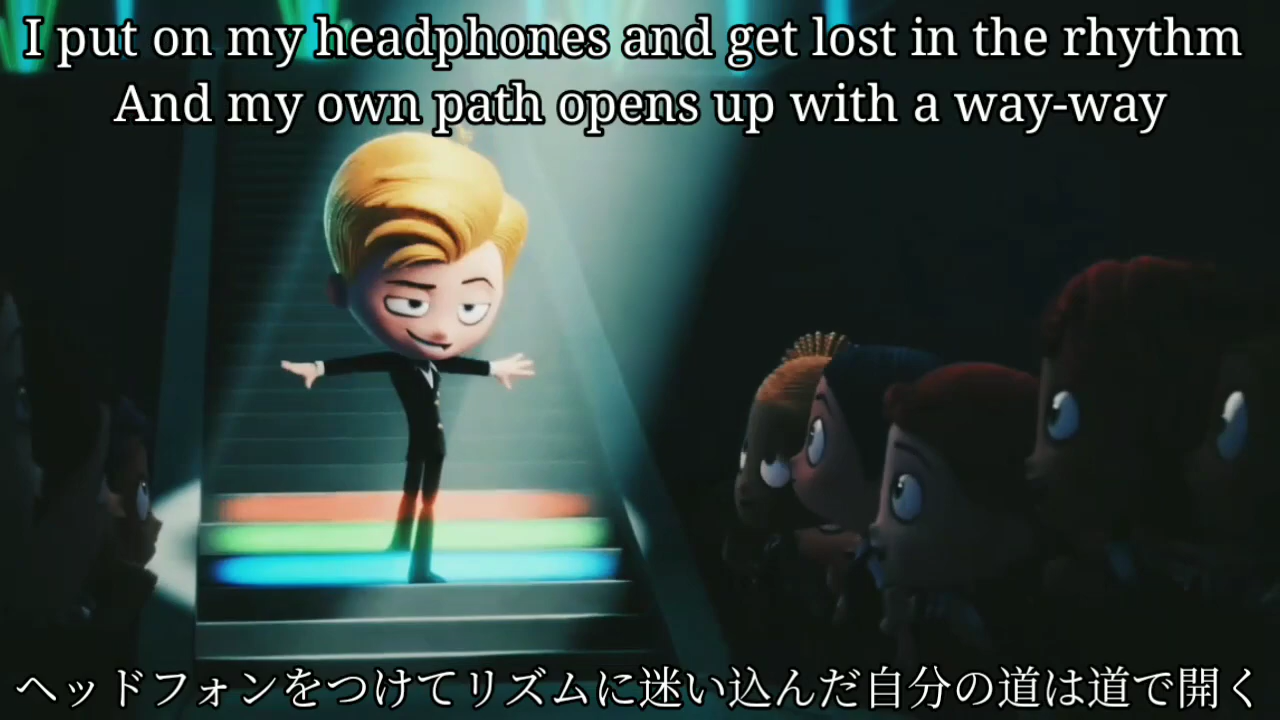 I put on my headphones and get lost in the rhythm
And my own path opens up with a way-way
ヘッドフォンをつけてリズムに迷い込んだ自分の道は道で開く